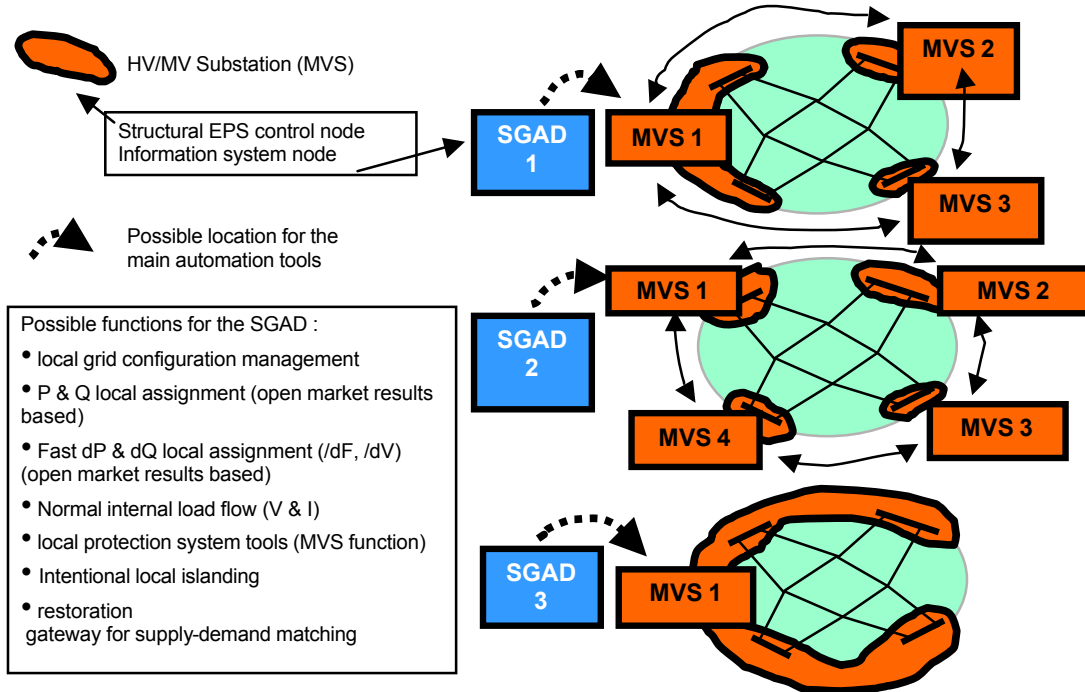 HV/MV Substation (MVS)
Structural EPS control node
Information system node
Possible location for the
main automation tools
Possible functions for the SGAD :
• local grid configuration management
• P & Q local assignment (open market results
based)
• Fast dP & dQ local assignment (/dF, /dV)
(open market results based)
• Normal internal load flow (V & I)
• local protection system tools (MVS function)
• Intentional local islanding
• restoration
gateway for supply-demand matching
SGAD
1
MVS 1
MVS 2
MVS 3
SGAD
2
MVS 1
MVS 2
MVS 4
MVS 3
SGAD
3
MVS 1